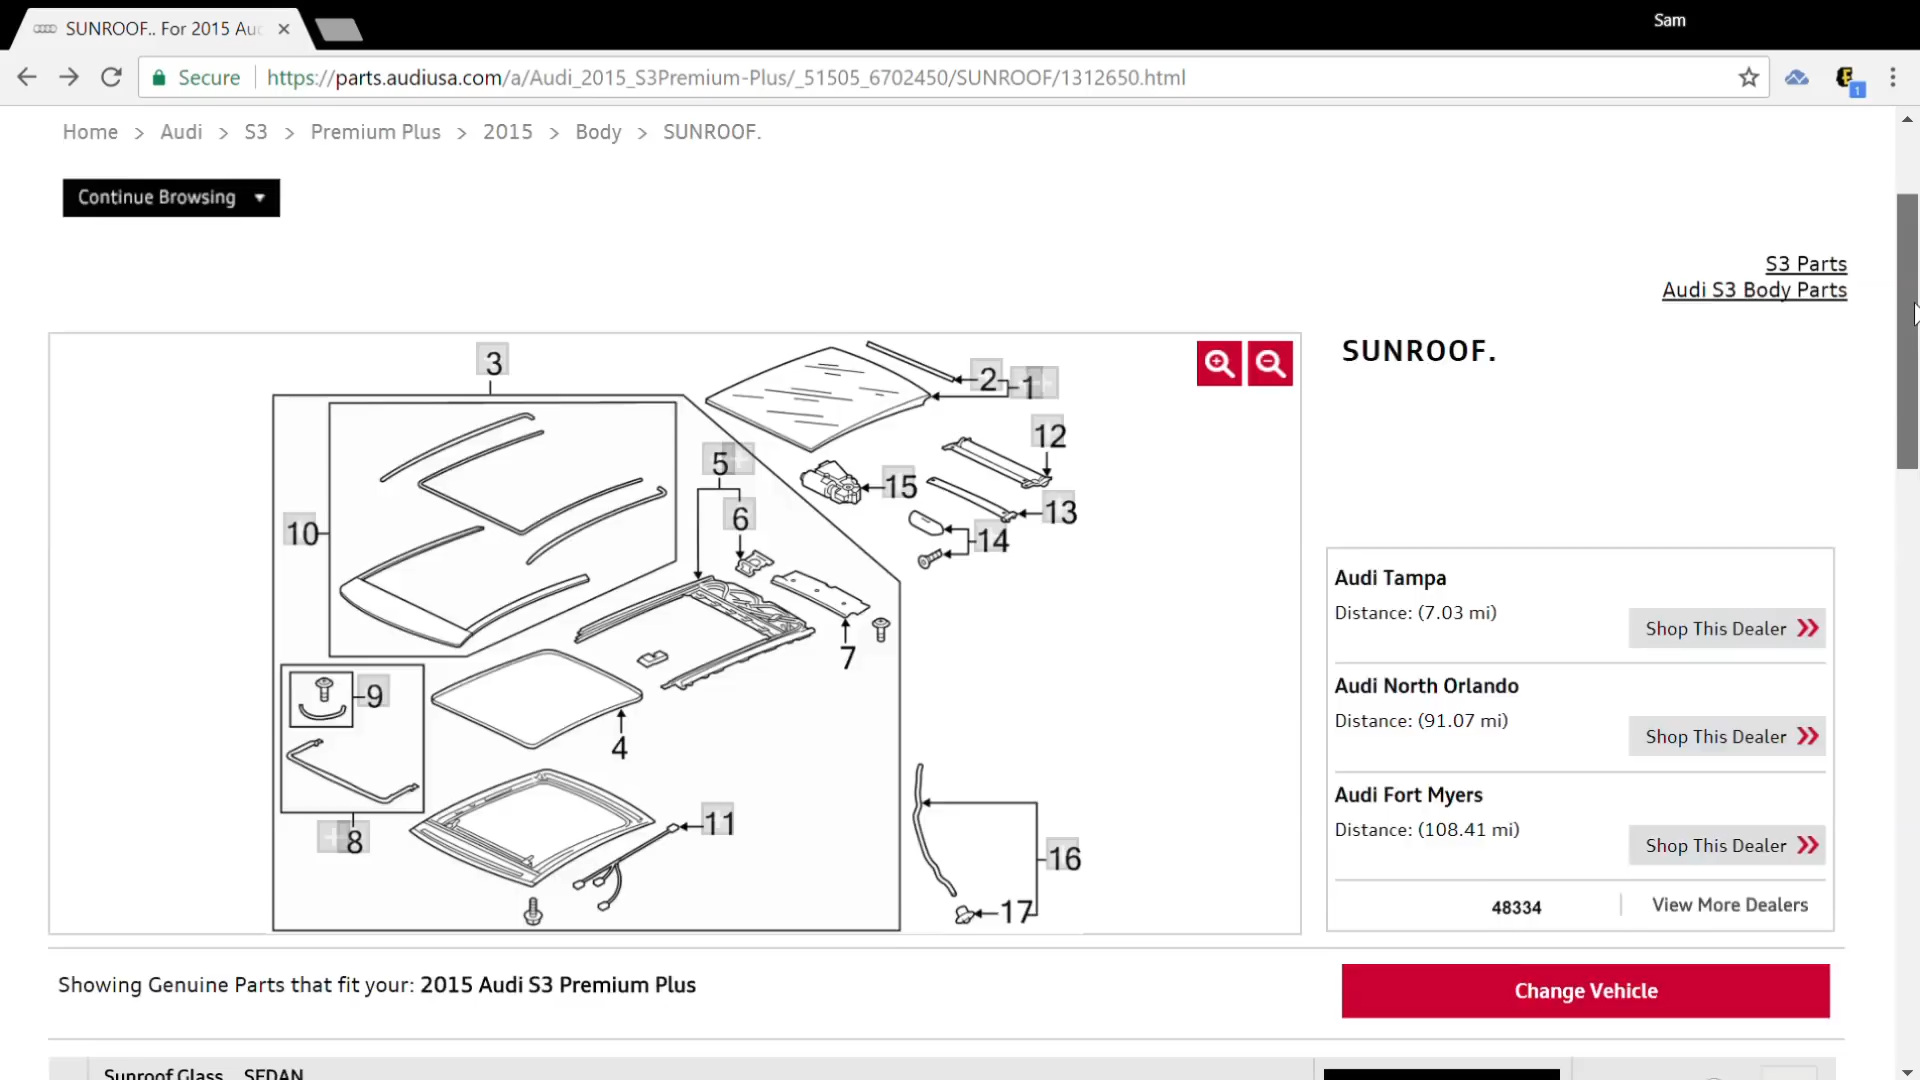 Sam
SUNROOF.. For 2015 Au
Secure
https://parts.audiusa.com/a/Audi_2015_S3Premium-Plus/_51505_6702450/SUNROOF/1312650.html
1
Home > Audi > S3 > Premium Plus > 2015 > Body > SUNROOF.
Continue Browsing
S3 Parts
Audi S3 Body Parts
SUNROOF.
3
2
1
12
5
15
6
13
10
14
7
9
4
11
8
16
17
Audi Tampa
Distance: (7.03 mi)
Shop This Dealer
Audi North Orlando
Distance: (91.07 mi)
Shop This Dealer
Audi Fort Myers
Distance: (108.41 mi)
Shop This Dealer
48334
View More Dealers
Showing Genuine Parts that fit your: 2015 Audi S3 Premium Plus
Change Vehicle
Sunroof Glass. SEDAN.